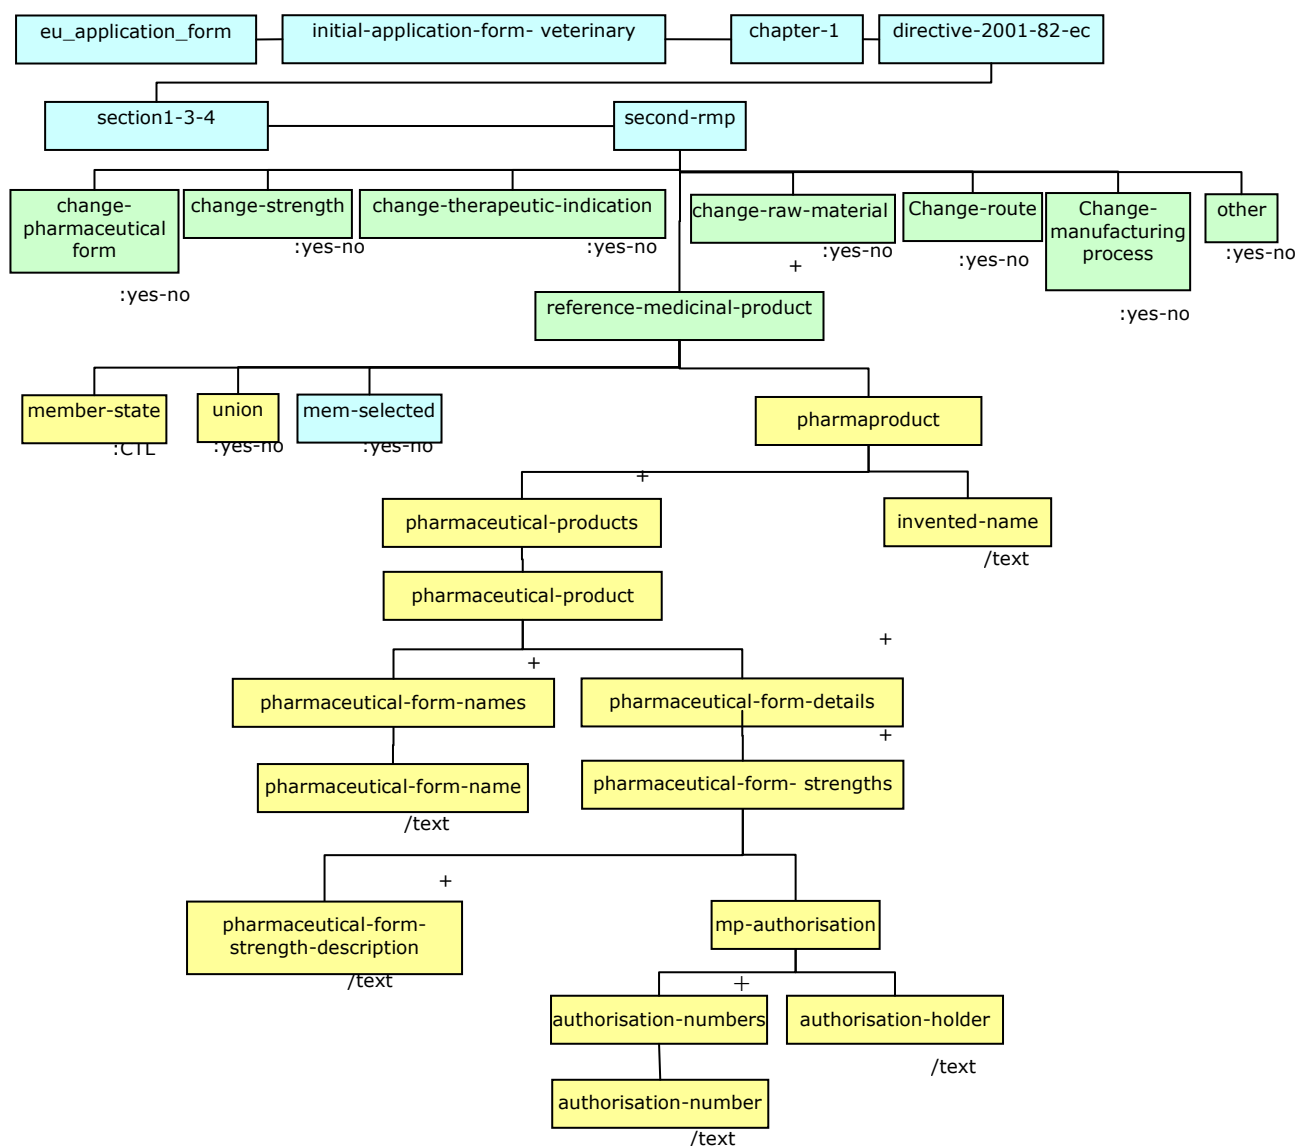 eu_application_form
initial-application-form- veterinary
chapter-1
directive-2001-82-ec
section1-3-4
second-rmp
change-
pharmaceutical
form
:yes-no
change-strength
:yes-no
change-therapeutic-indication
:yes-no
change-raw-material
:yes-no
Change-route
:yes-no
Change-
manufacturing
process
:yes-no
other
:yes-no
+
reference-medicinal-product
member-state
:CTL
union
:yes-no
mem-selected
:yes-no
pharmaproduct
+
pharmaceutical-products
invented-name
/text
pharmaceutical-product
+
+
pharmaceutical-form-names
pharmaceutical-form-details
+
pharmaceutical-form-name
/text
pharmaceutical-form- strengths
+
pharmaceutical-form-
strength-description
/text
mp-authorisation
+
authorisation-numbers
authorisation-holder
/text
authorisation-number
/text